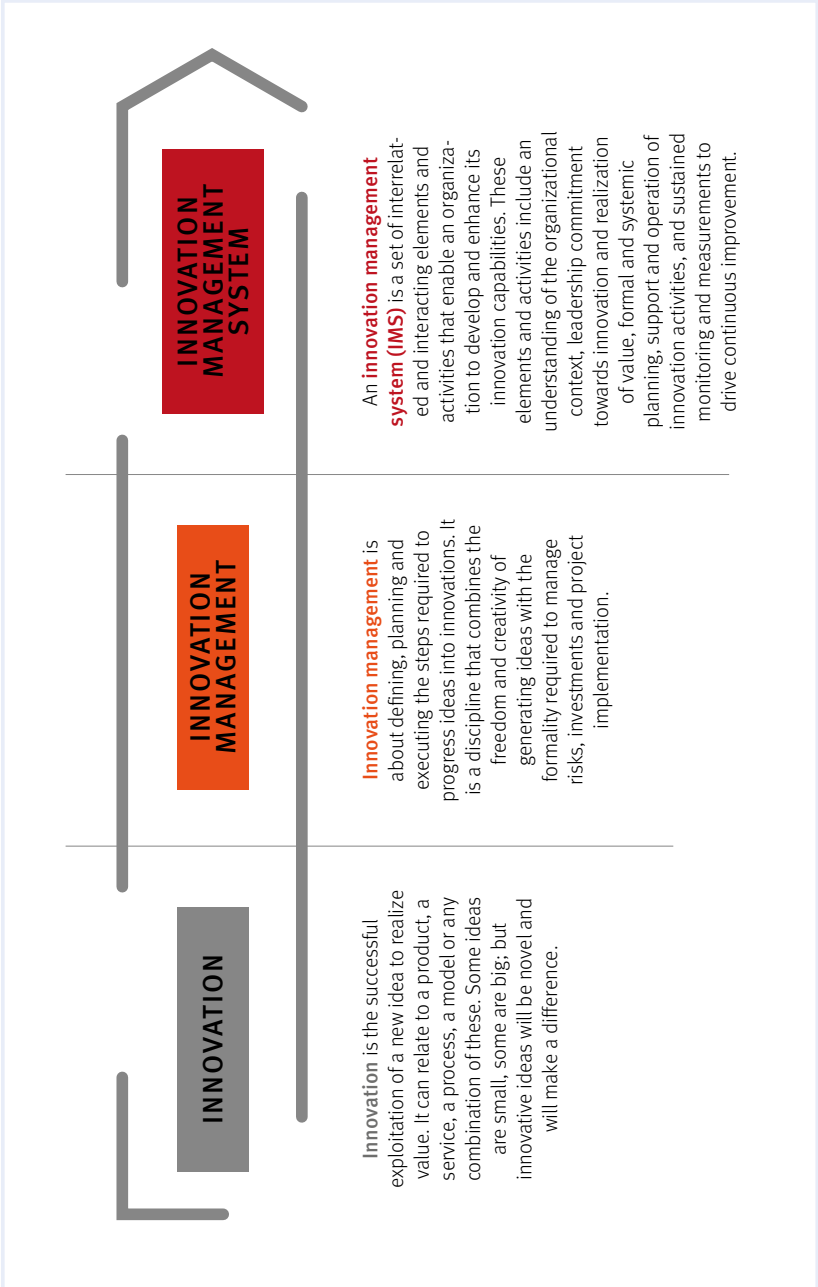 INNOVATION
Innovation is the successful
exploitation of a new idea to realize
value. It can relate to a product, a
service, a process, a model or any
combination of these. Some ideas
are small, some are big; but
innovative ideas will be novel and
will make a difference.
INNOVATION
MANAGEMENT
Innovation management is
about defining, planning and
executing the steps required to
progress ideas into innovations. It
is a discipline that combines the
freedom and creativity of
generating ideas with the
formality required to manage
risks, investments and project
implementation.
INNOVATION
MANAGEMENT
SYSTEM
An innovation management
system (IMS) is a set of interrelat-
ed and interacting elements and
activities that enable an organiza-
tion to develop and enhance its
innovation capabilities. These
elements and activities include an
understanding of the organizational
context, leadership commitment
towards innovation and realization
of value, formal and systemic
planning, support and operation of
innovation activities, and sustained
monitoring and measurements to
drive continuous improvement.